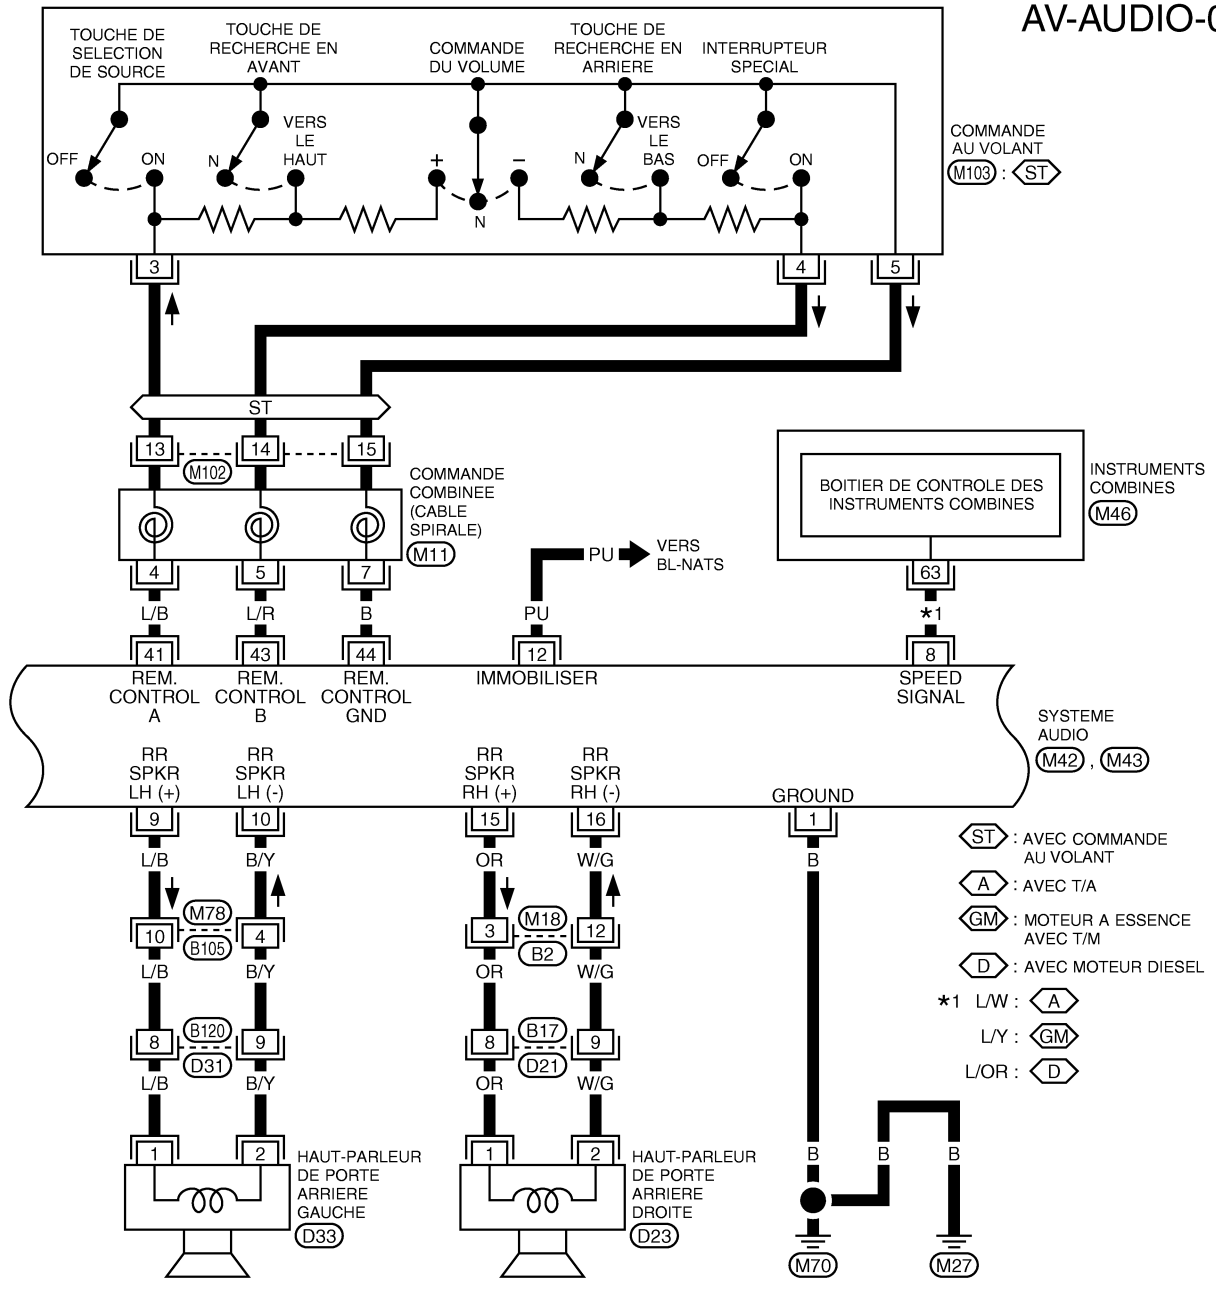 AV-AUDIO-0
TOUCHE DE
SELECTION
DE SOURCE
TOUCHE DE
RECHERCHE EN
AVANT
COMMANDE
DU VOLUME
TOUCHE DE
RECHERCHE EN
ARRIERE
INTERRUPTEUR
SPECIAL
OFF
ON
N
VERS
LE
HAUT
+
N
−
N
VERS
LE
BAS
OFF
ON
COMMANDE
AU VOLANT
M103 : ST
3
4
5
ST
13
14
15
M102
COMMANDE
COMBINEE
(CABLE
SPIRALE)
M11
4
5
7
L/B
L/R
B
PU
VERS
BL-NATS
PU
BOITIER DE CONTROLE DES
INSTRUMENTS COMBINES
INSTRUMENTS
COMBINES
M46
63
*1
41
43
44
12
8
REM.
CONTROL
A
REM.
CONTROL
B
REM.
CONTROL
GND
IMMOBILISER
SPEED
SIGNAL
SYSTEME
AUDIO
M42 , M43
RR
SPKR
LH (+)
RR
SPKR
LH (-)
RR
SPKR
RH (+)
RR
SPKR
RH (-)
GROUND
9
10
15
16
1
L/B
B/Y
OR
W/G
B
M78
10
4
B105
M18
3
12
B2
L/B
B/Y
OR
W/G
B120
8
9
D31
B17
8
9
D21
L/B
B/Y
OR
W/G
1
2
1
2
HAUT-PARLEUR
DE PORTE
ARRIERE
GAUCHE
D33
HAUT-PARLEUR
DE PORTE
ARRIERE
DROITE
D23
B
B
B
M70
M27
ST : AVEC COMMANDE
AU VOLANT
A : AVEC T/A
GM : MOTEUR A ESSENCE
AVEC T/M
D : AVEC MOTEUR DIESEL
*1 L/W : A
L/Y : GM
L/OR : D